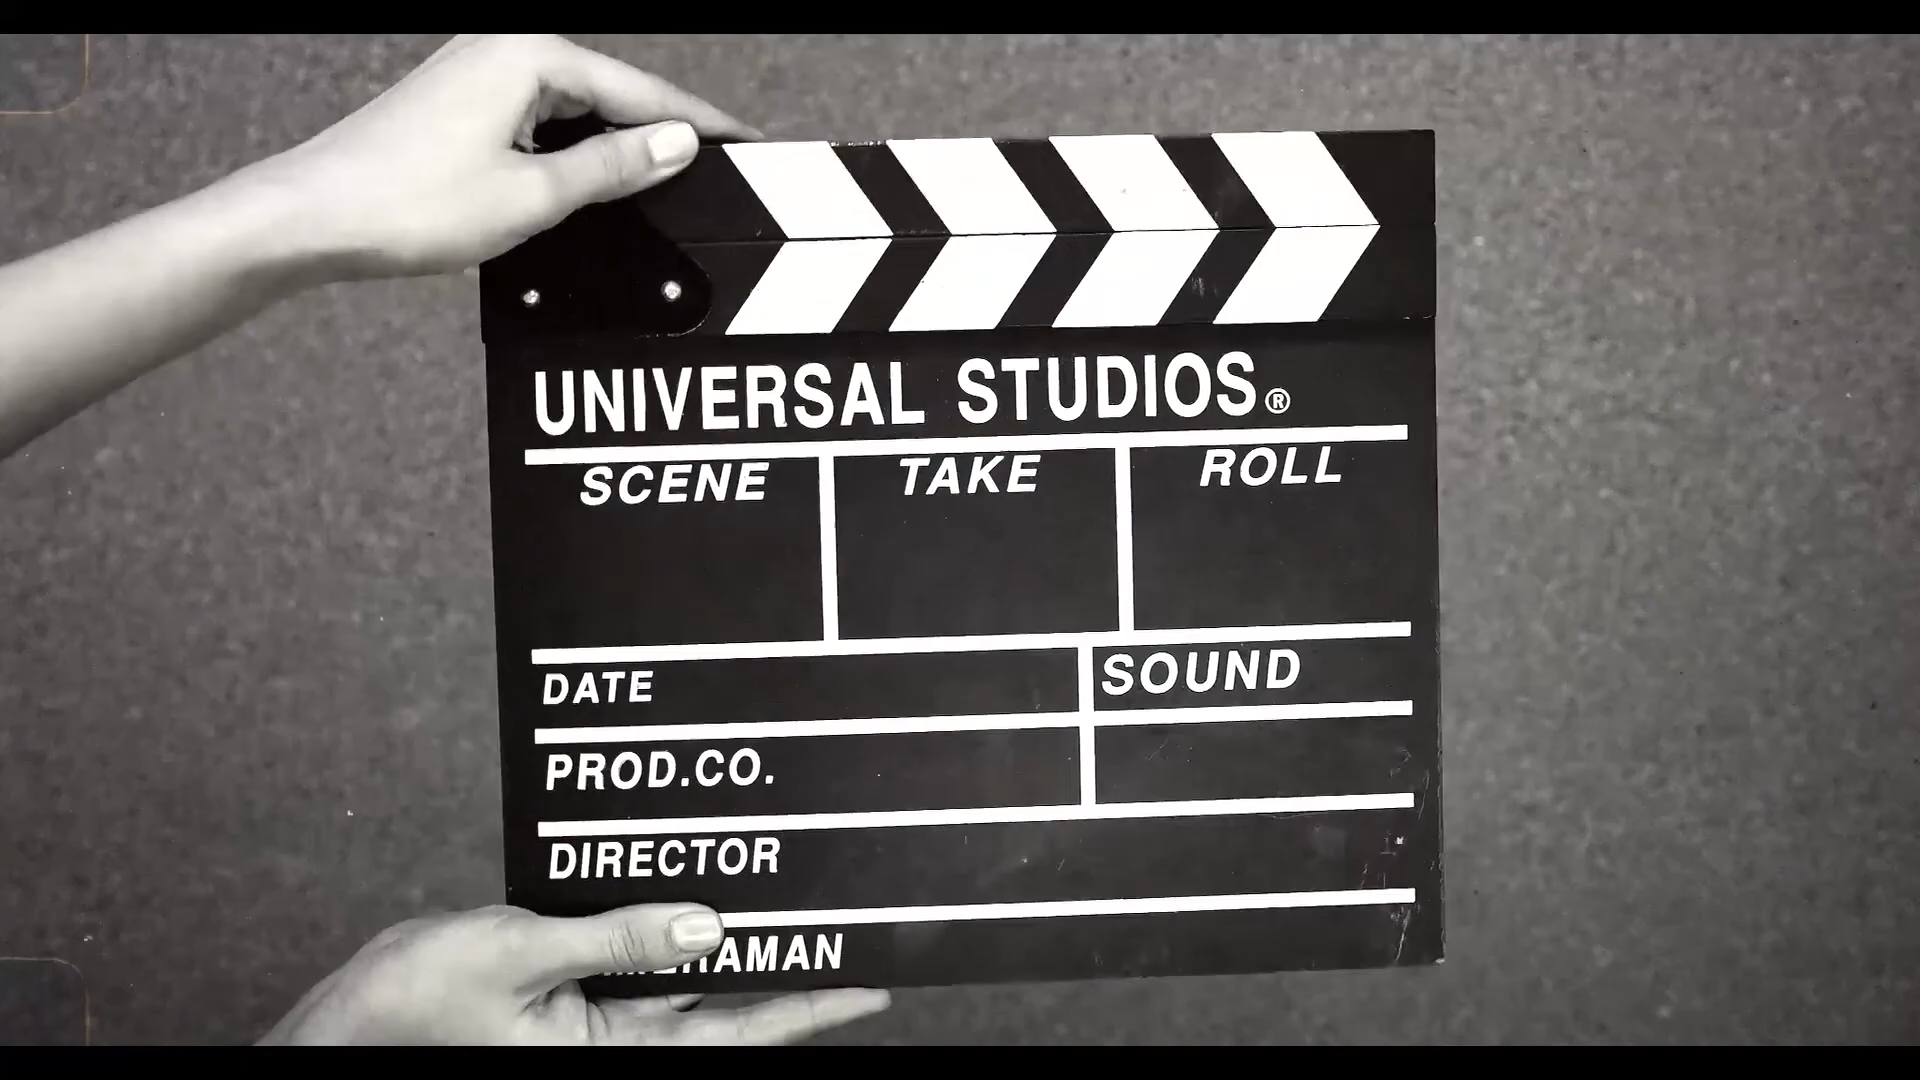 UNIVERSAL STUDIOS®
SCENE TAKE ROLL
DATE SOUND
PROD.CO.
DIRECTOR